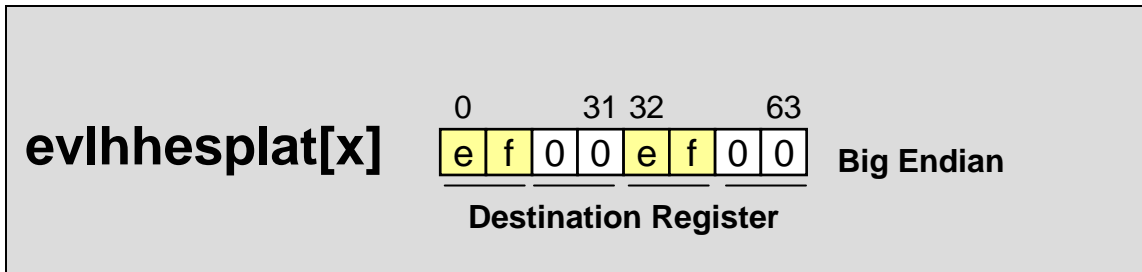 0 31 32 63
evlhhesplat[x] e f 0 0 e f 0 0 Big Endian
Destination Register